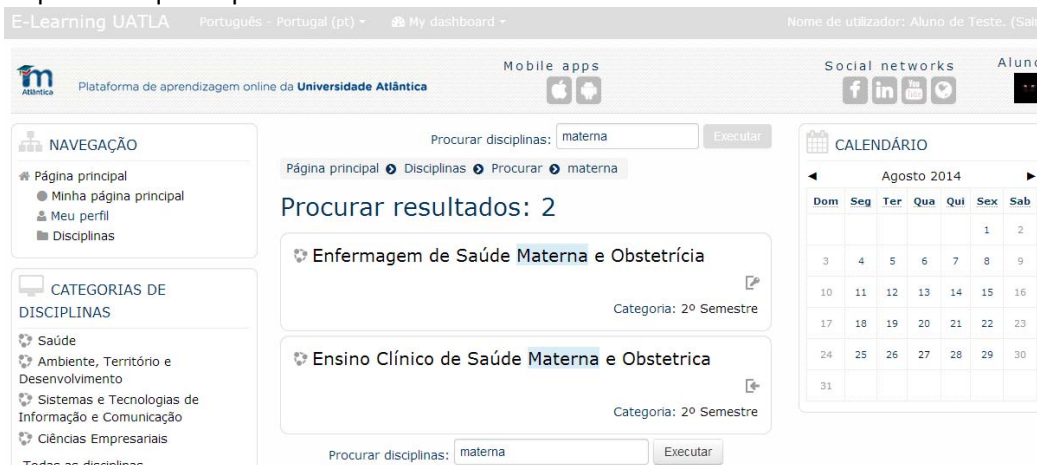 E-Learning UATLA Português - Portugal (pt) My dashboard Nome de utilizador: Aluno de Teste. (Sair
Mobile apps Social networks Aluno
Atlântica Plataforma de aprendizagem online da Universidade Atlântica
NAVEGAÇÃO
Página principal
Minha página principal
Meu perfil
Disciplinas
CATEGORIAS DE
DISCIPLINAS
Saúde
Ambiente, Território e
Desenvolvimento
Sistemas e Tecnologias de
Informação e Comunicação
Ciências Empresariais
Todas as disciplinas
Procurar disciplinas: materna Executar
Página principal Disciplinas Procurar materna
Procurar resultados: 2
Enfermagem de Saúde Materna e Obstetrícia
Categoria: 2º Semestre
Ensino Clínico de Saúde Materna e Obstetrica
Categoria: 2º Semestre
Procurar disciplinas: materna Executar
CALENDÁRIO
Agosto 2014
Dom Seg Ter Qua Qui Sex Sab
1 2
3 4 5 6 7 8 9
10 11 12 13 14 15 16
17 18 19 20 21 22 23
24 25 26 27 28 29 30
31